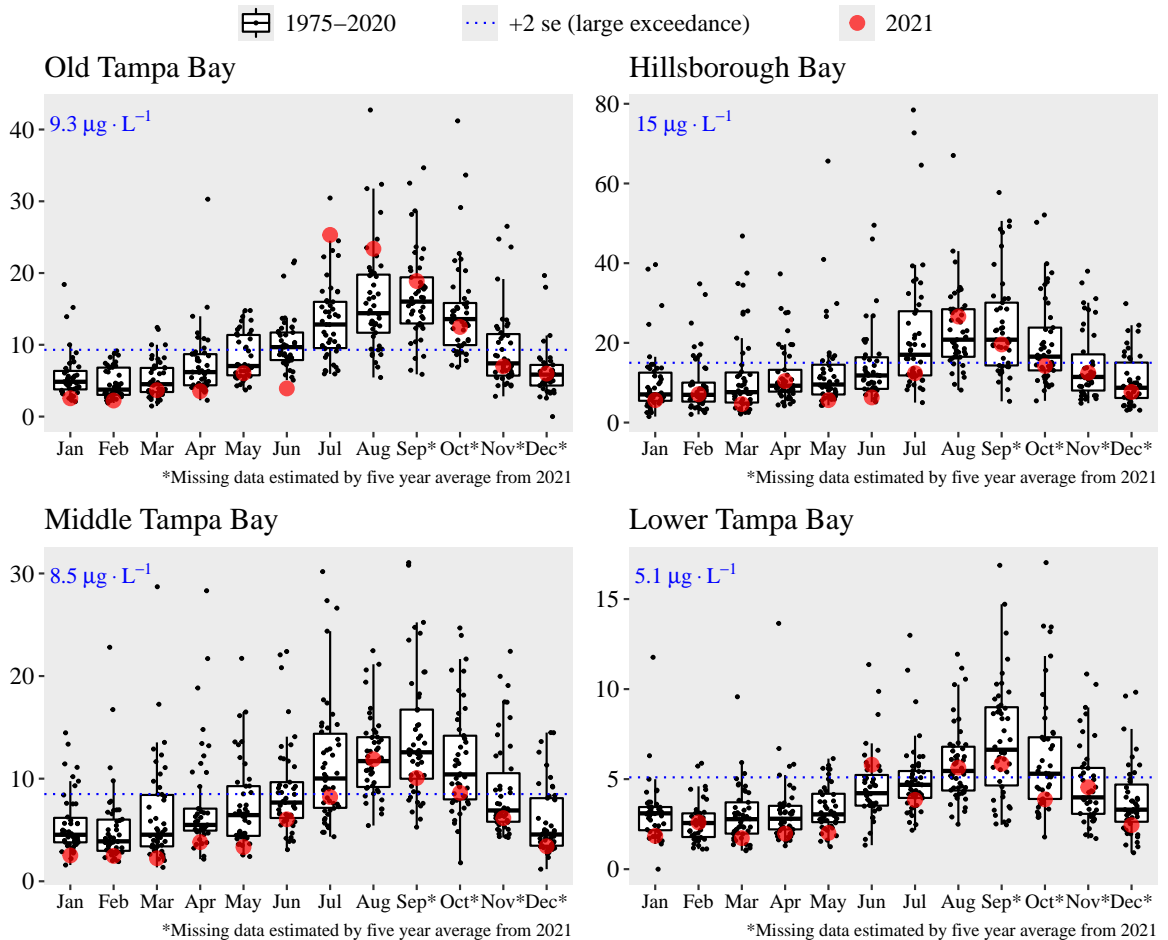 1975–2020 +2 se (large exceedance) 2021
Old Tampa Bay
9.3 µg · L⁻¹
40
30
20
10
0
Jan Feb Mar Apr May Jun Jul Aug Sep* Oct* Nov* Dec*
*Missing data estimated by five year average from 2021
Hillsborough Bay
15 µg · L⁻¹
80
60
40
20
0
Jan Feb Mar Apr May Jun Jul Aug Sep* Oct* Nov* Dec*
*Missing data estimated by five year average from 2021
Middle Tampa Bay
8.5 µg · L⁻¹
30
20
10
0
Jan Feb Mar Apr May Jun Jul Aug Sep* Oct* Nov* Dec*
*Missing data estimated by five year average from 2021
Lower Tampa Bay
5.1 µg · L⁻¹
15
10
5
0
Jan Feb Mar Apr May Jun Jul Aug Sep* Oct* Nov* Dec*
*Missing data estimated by five year average from 2021